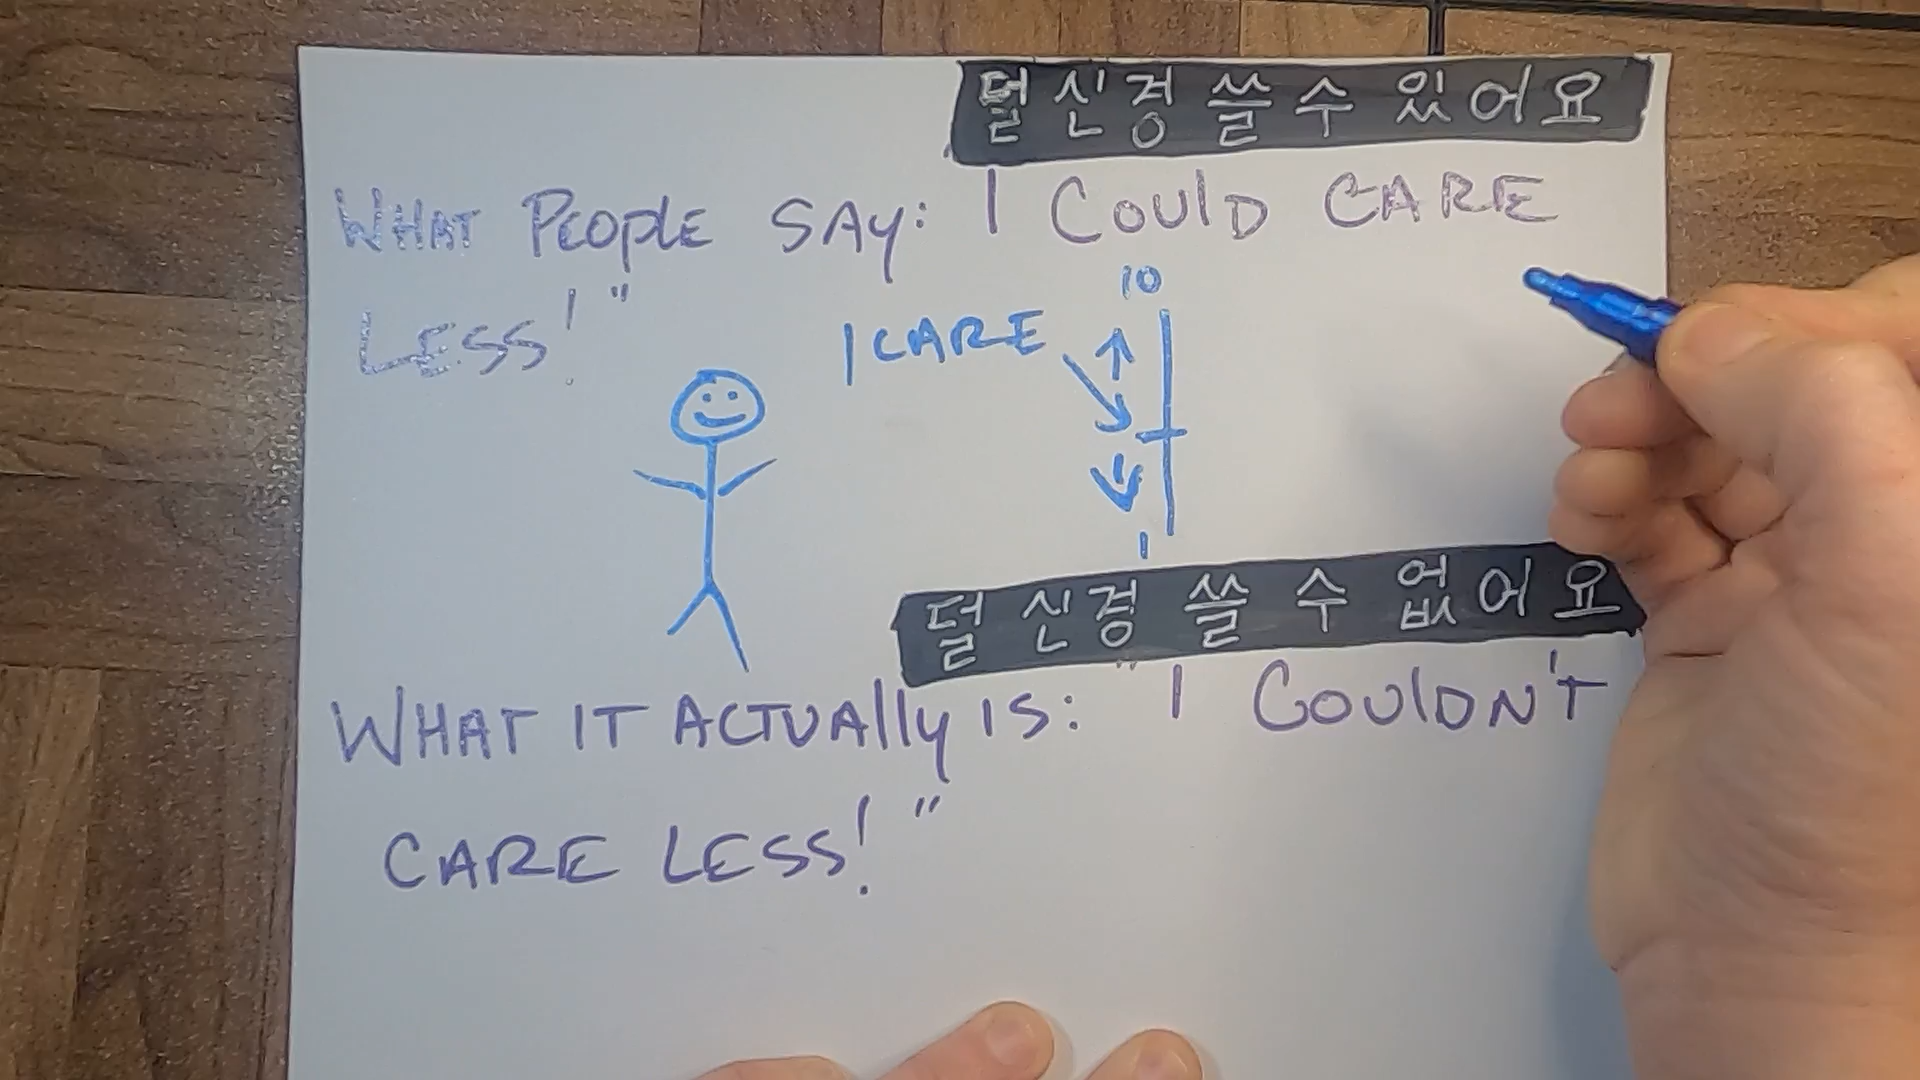 덜 신경 쓸 수 있어요
WHAT PEOPLE SAY: I COULD CARE
LESS!"
10
I CARE
1
덜 신경 쓸 수 없어요
WHAT IT ACTUALLY IS: "I COULDN'T
CARE LESS!"